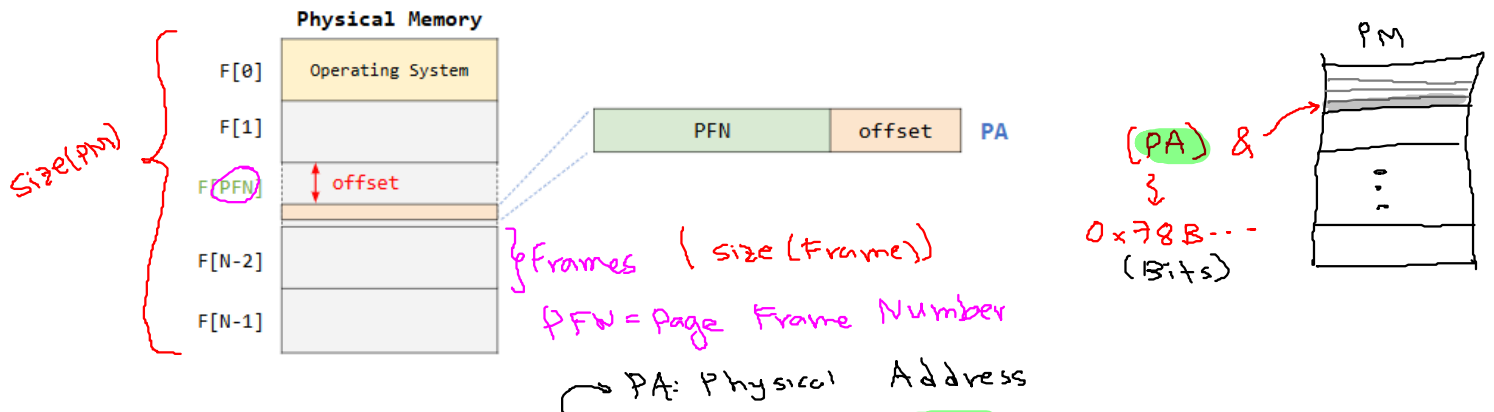 Physical Memory
PM
F[0]
Operating System
F[1]
PFN
offset
PA
size(PM)
(PA) &
F[PFN]
offset
0x78B---
(Bits)
F[N-2]
Frames
( size (Frame))
F[N-1]
PFN = Page Frame Number
PA: Physical Address